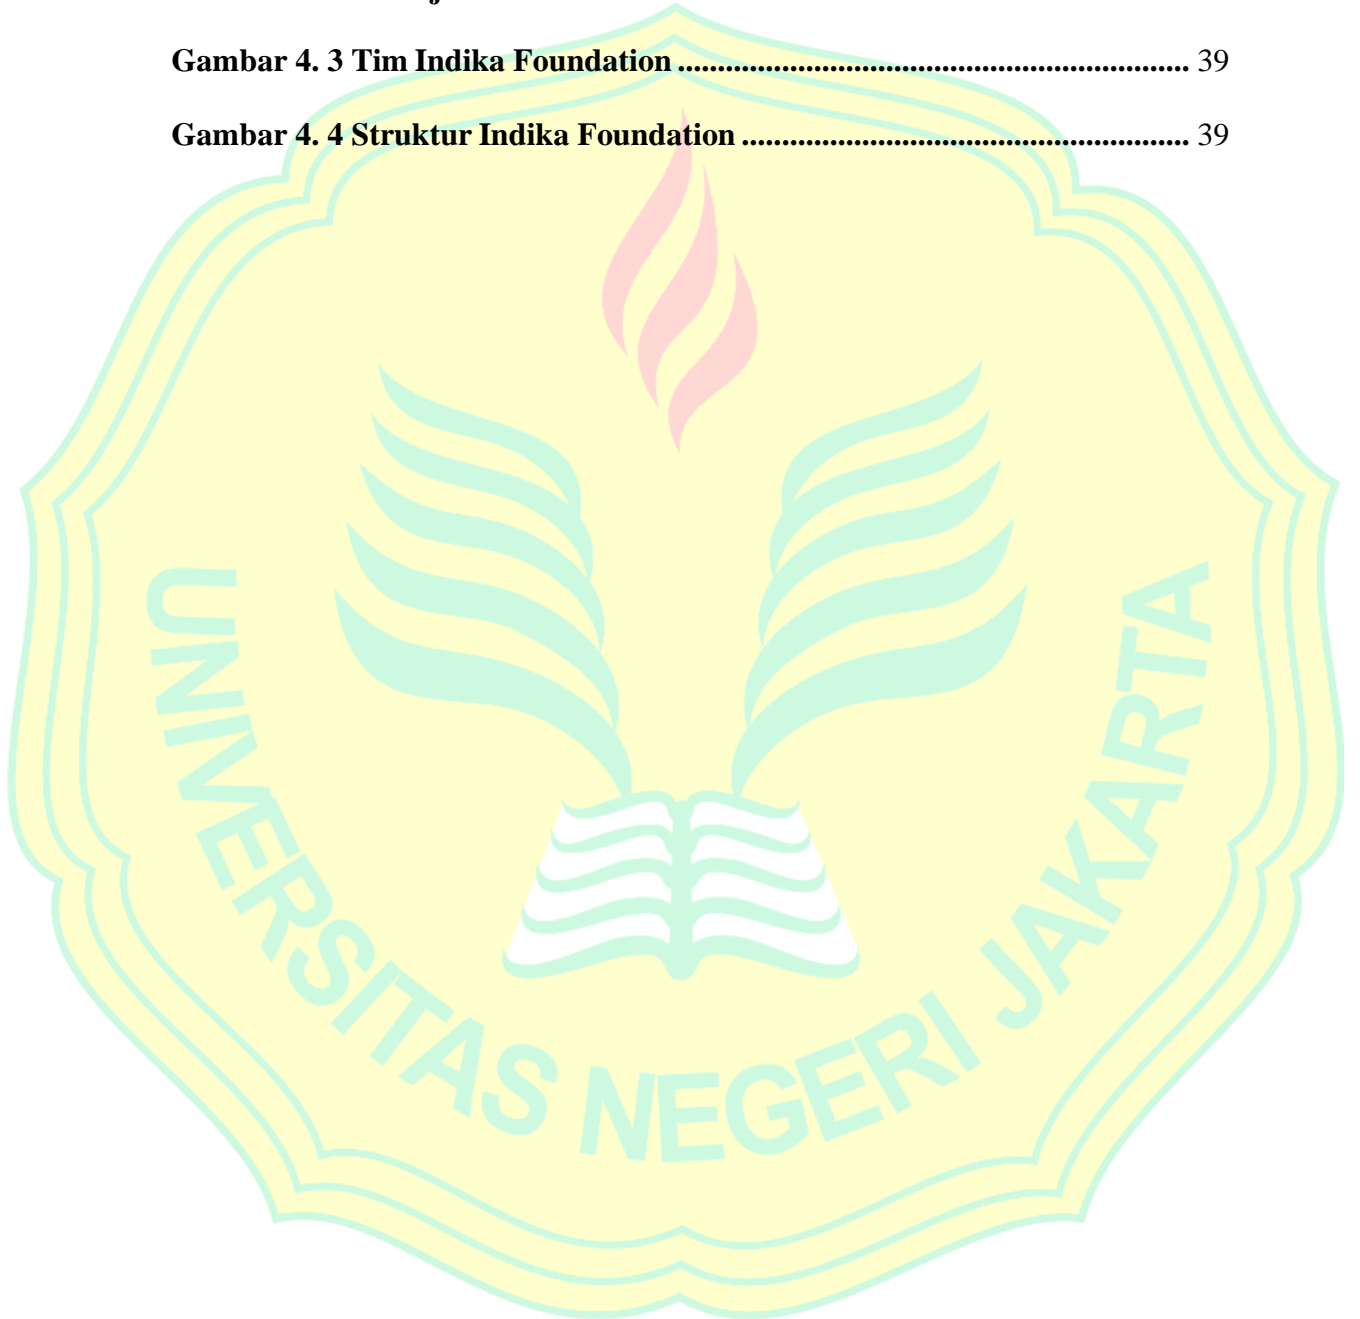 Gambar 4. 3 Tim Indika Foundation ................................................................ 39
Gambar 4. 4 Struktur Indika Foundation ........................................................ 39
UNIVERSITAS NEGERI JAKARTA